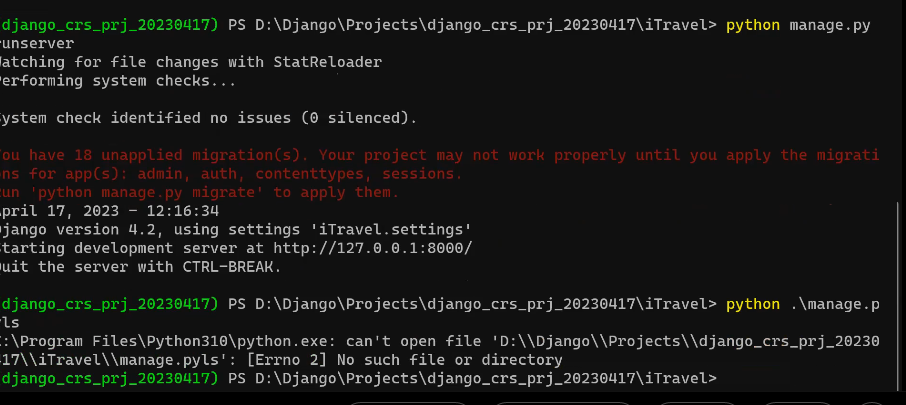 django_crs_prj_20230417) PS D:\Django\Projects\django_crs_prj_20230417\iTravel> python manage.py
runserver
Watching for file changes with StatReloader
Performing system checks...
System check identified no issues (0 silenced).
You have 18 unapplied migration(s). Your project may not work properly until you apply the migrati
ons for app(s): admin, auth, contenttypes, sessions.
Run 'python manage.py migrate' to apply them.
April 17, 2023 - 12:16:34
Django version 4.2, using settings 'iTravel.settings'
Starting development server at http://127.0.0.1:8000/
Quit the server with CTRL-BREAK.
django_crs_prj_20230417) PS D:\Django\Projects\django_crs_prj_20230417\iTravel> python .\manage.p
yls
C:\Program Files\Python310\python.exe: can't open file 'D:\\Django\\Projects\\django_crs_prj_20230
417\\iTravel\\manage.pyls': [Errno 2] No such file or directory
django_crs_prj_20230417) PS D:\Django\Projects\django_crs_prj_20230417\iTravel>